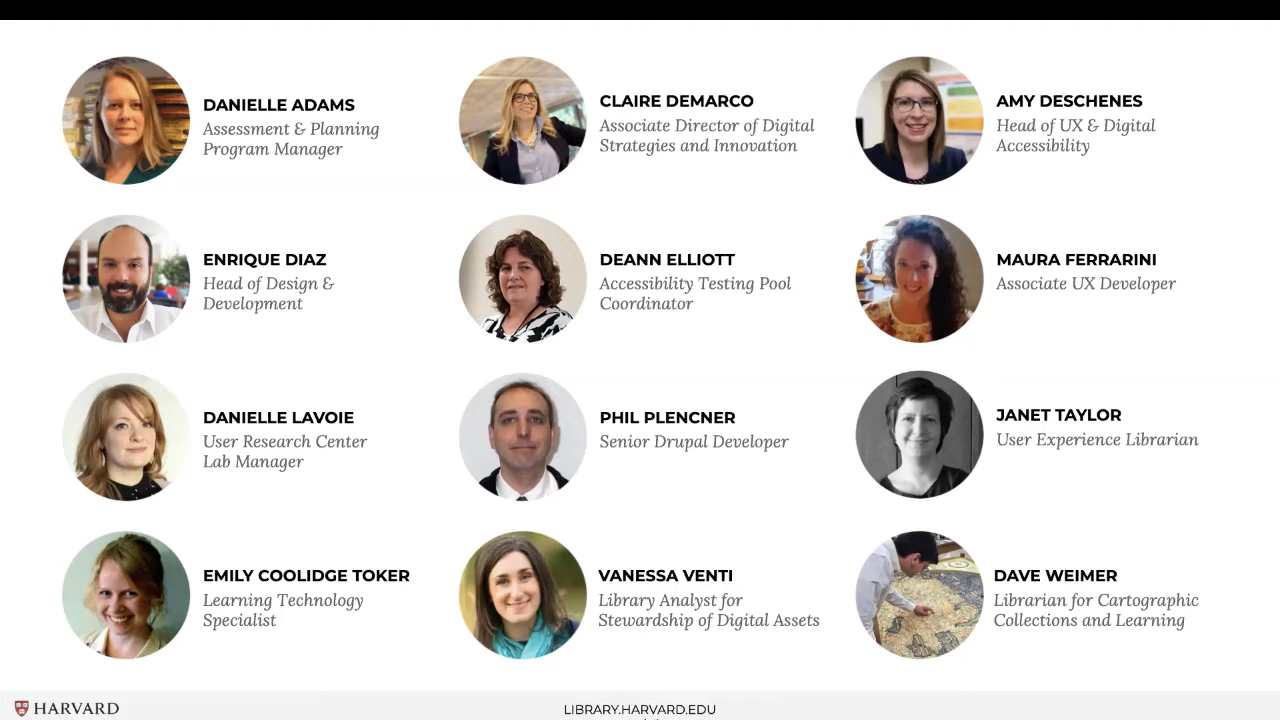 DANIELLE ADAMS
Assessment & Planning
Program Manager
CLAIRE DEMARCO
Associate Director of Digital
Strategies and Innovation
AMY DESCHENES
Head of UX & Digital
Accessibility
ENRIQUE DIAZ
Head of Design &
Development
DEANN ELLIOTT
Accessibility Testing Pool
Coordinator
MAURA FERRARINI
Associate UX Developer
DANIELLE LAVOIE
User Research Center
Lab Manager
PHIL PLENCNER
Senior Drupal Developer
JANET TAYLOR
User Experience Librarian
EMILY COOLIDGE TOKER
Learning Technology
Specialist
VANESSA VENTI
Library Analyst for
Stewardship of Digital Assets
DAVE WEIMER
Librarian for Cartographic
Collections and Learning
HARVARD
LIBRARY.HARVARD.EDU